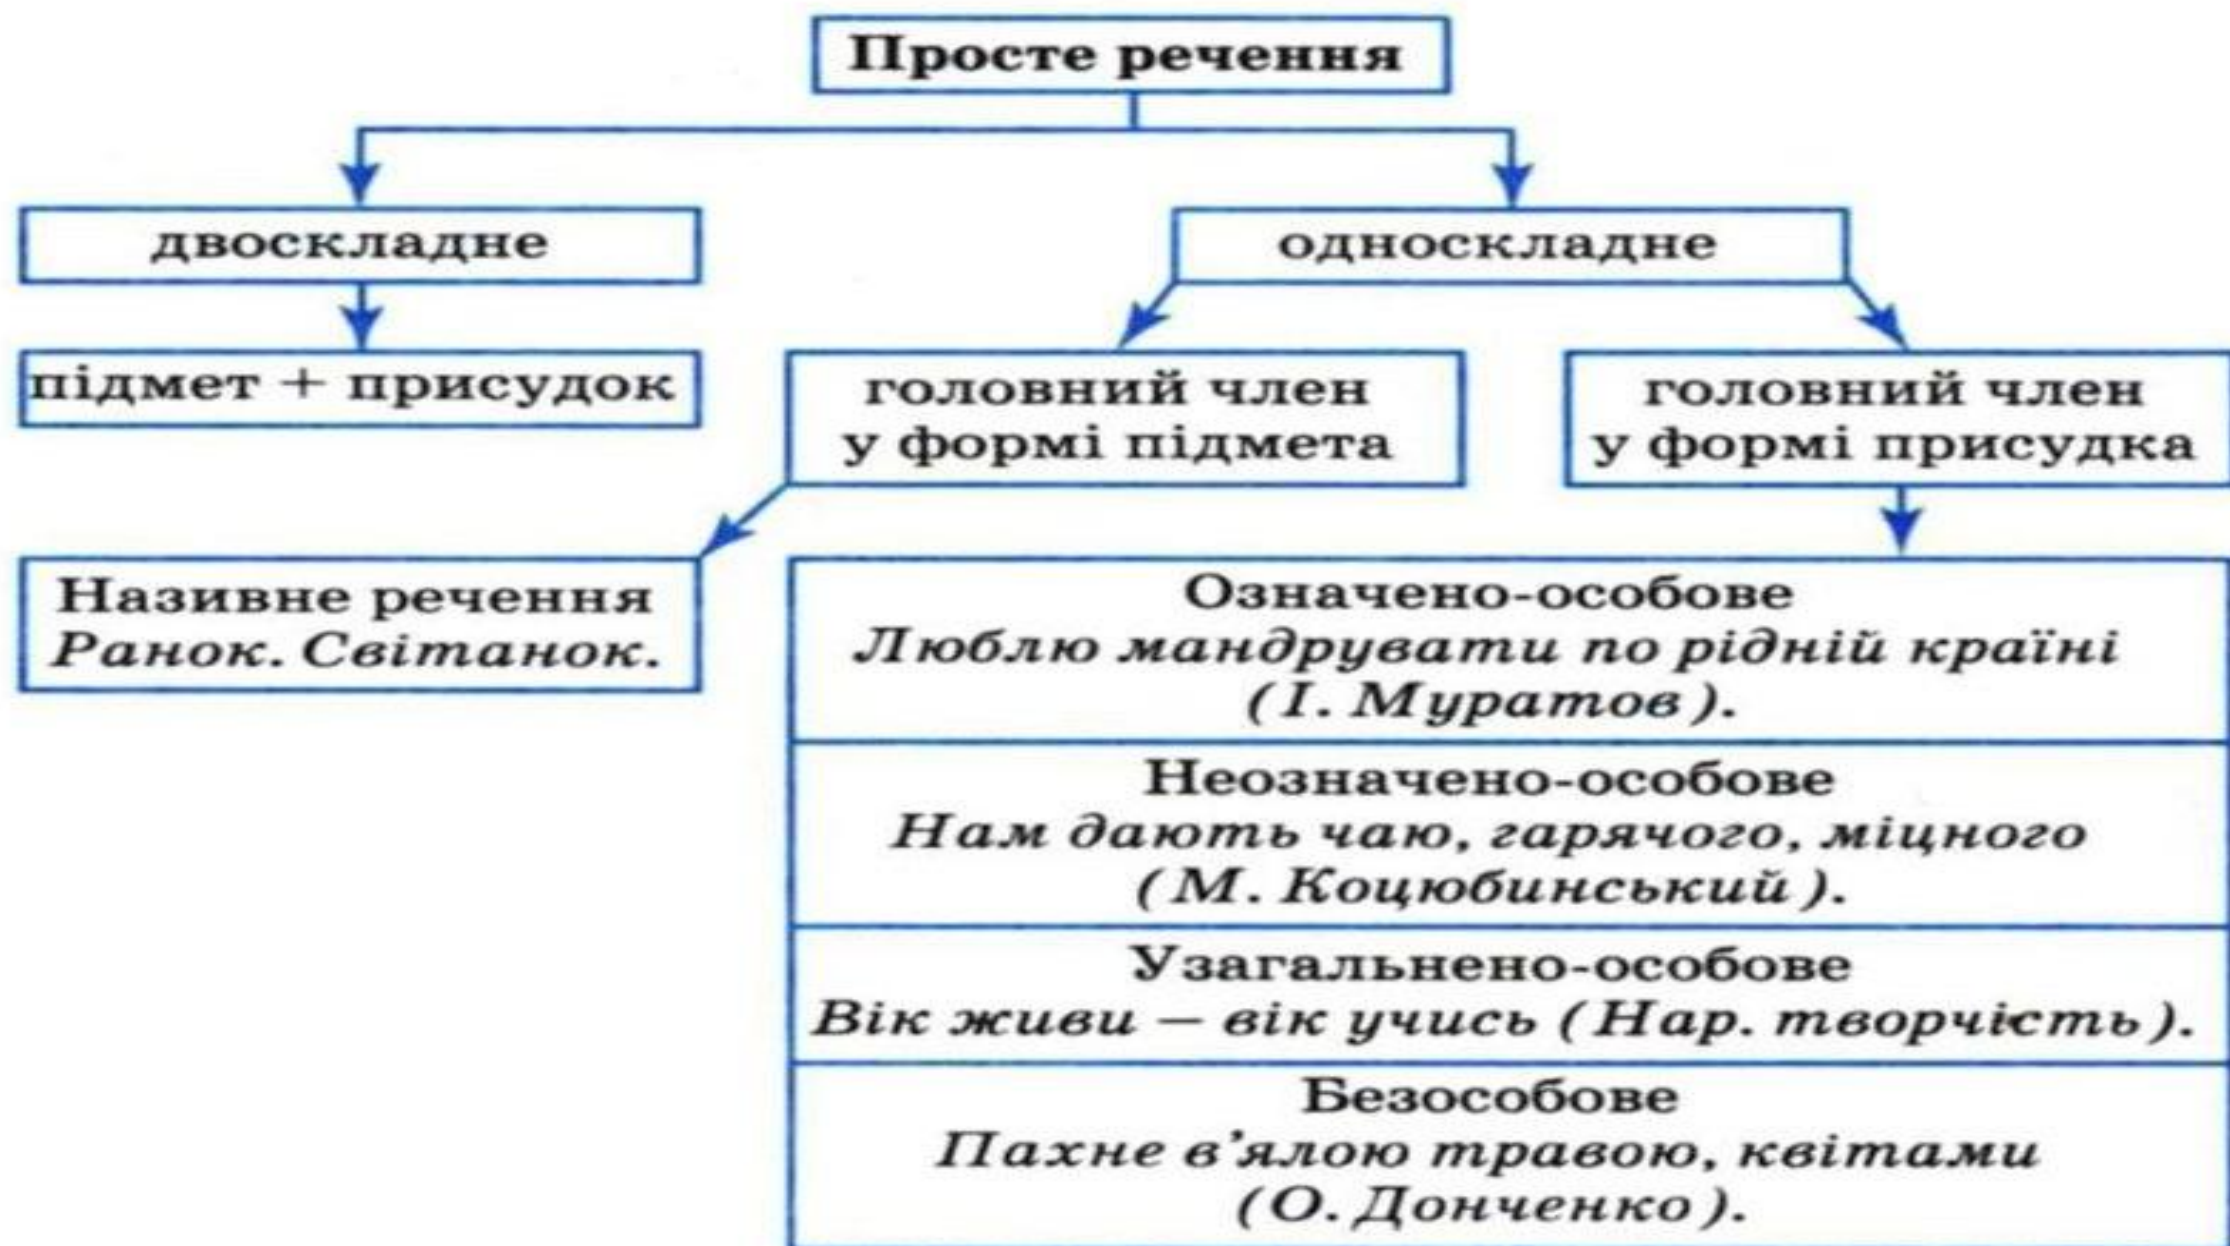 Просте речення
двоскладне
односкладне
підмет + присудок
головний член
у формі підмета
головний член
у формі присудка
Називне речення
Ранок. Світанок.
Означено-особове
Люблю мандрувати по рідній країні
(І. Муратов).
Неозначено-особове
Нам дають чаю, гарячого, міцного
(М. Коцюбинський).
Узагальнено-особове
Вік живи — вік учись (Нар. творчість).
Безособове
Пахне в’ялою травою, квітами
(О. Донченко).